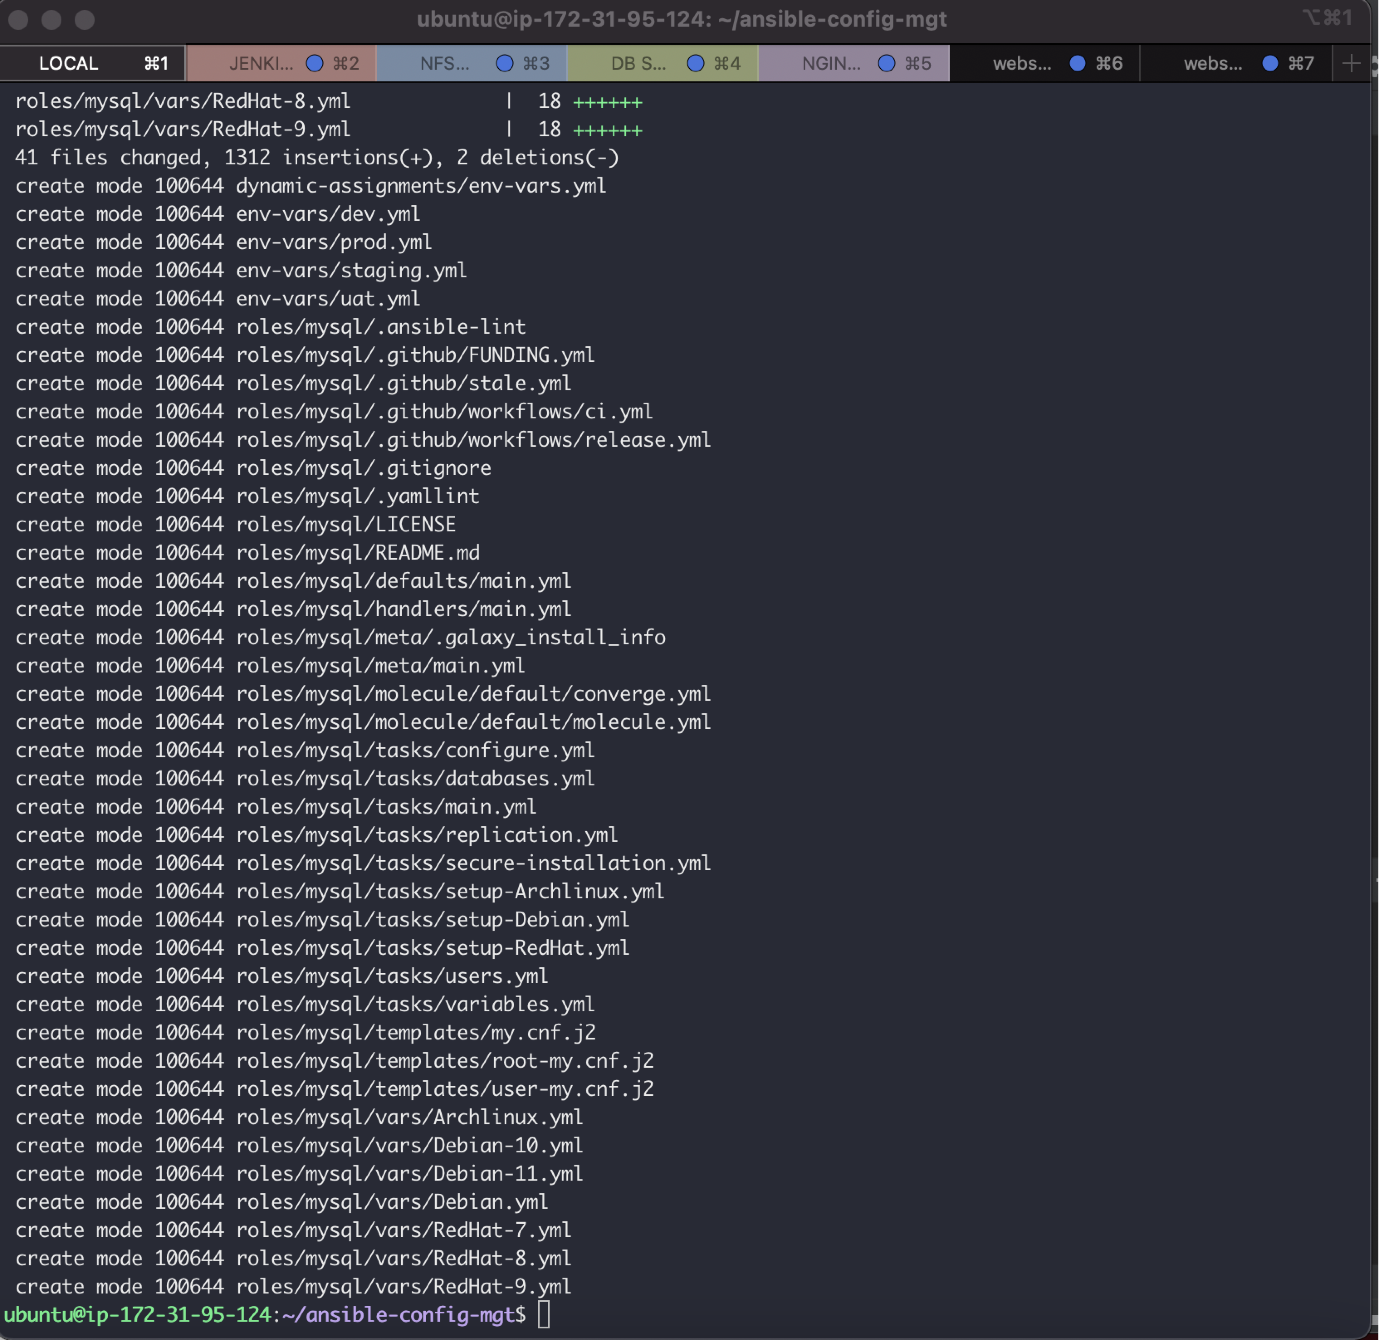 ubuntu@ip-172-31-95-124: ~/ansible-config-mgt ⌥⌘1
LOCAL ⌘1 JENKI... ⌘2 NFS... ⌘3 DB S... ⌘4 NGIN... ⌘5 webs... ⌘6 webs... ⌘7
roles/mysql/vars/RedHat-8.yml | 18 ++++++
roles/mysql/vars/RedHat-9.yml | 18 ++++++
41 files changed, 1312 insertions(+), 2 deletions(-)
create mode 100644 dynamic-assignments/env-vars.yml
create mode 100644 env-vars/dev.yml
create mode 100644 env-vars/prod.yml
create mode 100644 env-vars/staging.yml
create mode 100644 env-vars/uat.yml
create mode 100644 roles/mysql/.ansible-lint
create mode 100644 roles/mysql/.github/FUNDING.yml
create mode 100644 roles/mysql/.github/stale.yml
create mode 100644 roles/mysql/.github/workflows/ci.yml
create mode 100644 roles/mysql/.github/workflows/release.yml
create mode 100644 roles/mysql/.gitignore
create mode 100644 roles/mysql/.yamllint
create mode 100644 roles/mysql/LICENSE
create mode 100644 roles/mysql/README.md
create mode 100644 roles/mysql/defaults/main.yml
create mode 100644 roles/mysql/handlers/main.yml
create mode 100644 roles/mysql/meta/.galaxy_install_info
create mode 100644 roles/mysql/meta/main.yml
create mode 100644 roles/mysql/molecule/default/converge.yml
create mode 100644 roles/mysql/molecule/default/molecule.yml
create mode 100644 roles/mysql/tasks/configure.yml
create mode 100644 roles/mysql/tasks/databases.yml
create mode 100644 roles/mysql/tasks/main.yml
create mode 100644 roles/mysql/tasks/replication.yml
create mode 100644 roles/mysql/tasks/secure-installation.yml
create mode 100644 roles/mysql/tasks/setup-Archlinux.yml
create mode 100644 roles/mysql/tasks/setup-Debian.yml
create mode 100644 roles/mysql/tasks/setup-RedHat.yml
create mode 100644 roles/mysql/tasks/users.yml
create mode 100644 roles/mysql/tasks/variables.yml
create mode 100644 roles/mysql/templates/my.cnf.j2
create mode 100644 roles/mysql/templates/root-my.cnf.j2
create mode 100644 roles/mysql/templates/user-my.cnf.j2
create mode 100644 roles/mysql/vars/Archlinux.yml
create mode 100644 roles/mysql/vars/Debian-10.yml
create mode 100644 roles/mysql/vars/Debian-11.yml
create mode 100644 roles/mysql/vars/Debian.yml
create mode 100644 roles/mysql/vars/RedHat-7.yml
create mode 100644 roles/mysql/vars/RedHat-8.yml
create mode 100644 roles/mysql/vars/RedHat-9.yml
ubuntu@ip-172-31-95-124:~/ansible-config-mgt$